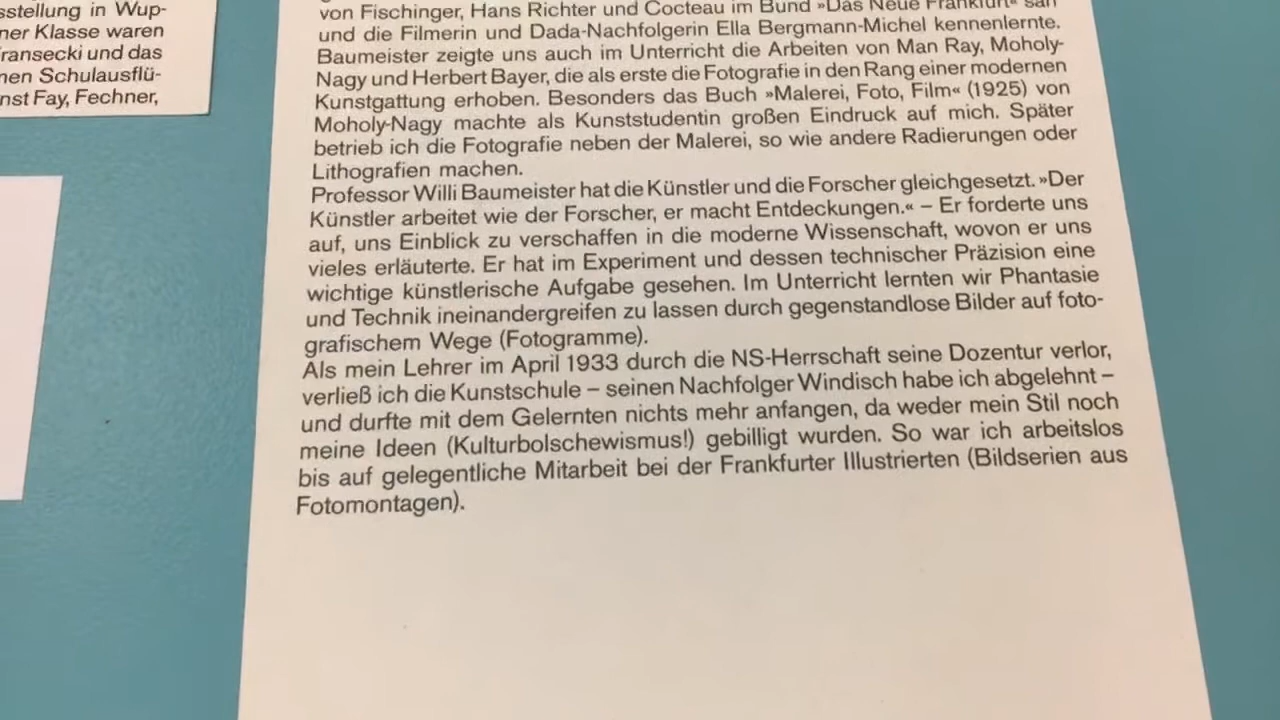 sstellung in Wup-
ner Klasse waren
ransecki und das
nen Schulausflü-
nst Fay, Fechner,
von Fischinger, Hans Richter und Cocteau im Bund »Das Neue Frankfurt« sah
und die Filmerin und Dada-Nachfolgerin Ella Bergmann-Michel kennenlernte.
Baumeister zeigte uns auch im Unterricht die Arbeiten von Man Ray, Moholy-
Nagy und Herbert Bayer, die als erste die Fotografie in den Rang einer modernen
Kunstgattung erhoben. Besonders das Buch »Malerei, Foto, Film« (1925) von
Moholy-Nagy machte als Kunststudentin großen Eindruck auf mich. Später
betrieb ich die Fotografie neben der Malerei, so wie andere Radierungen oder
Lithografien machen.
Professor Willi Baumeister hat die Künstler und die Forscher gleichgesetzt. »Der
Künstler arbeitet wie der Forscher, er macht Entdeckungen.« – Er forderte uns
auf, uns Einblick zu verschaffen in die moderne Wissenschaft, wovon er uns
vieles erläuterte. Er hat im Experiment und dessen technischer Präzision eine
wichtige künstlerische Aufgabe gesehen. Im Unterricht lernten wir Phantasie
und Technik ineinandergreifen zu lassen durch gegenstandlose Bilder auf foto-
grafischem Wege (Fotogramme).
Als mein Lehrer im April 1933 durch die NS-Herrschaft seine Dozentur verlor,
verließ ich die Kunstschule – seinen Nachfolger Windisch habe ich abgelehnt –
und durfte mit dem Gelernten nichts mehr anfangen, da weder mein Stil noch
meine Ideen (Kulturbolschewismus!) gebilligt wurden. So war ich arbeitslos
bis auf gelegentliche Mitarbeit bei der Frankfurter Illustrierten (Bildserien aus
Fotomontagen).